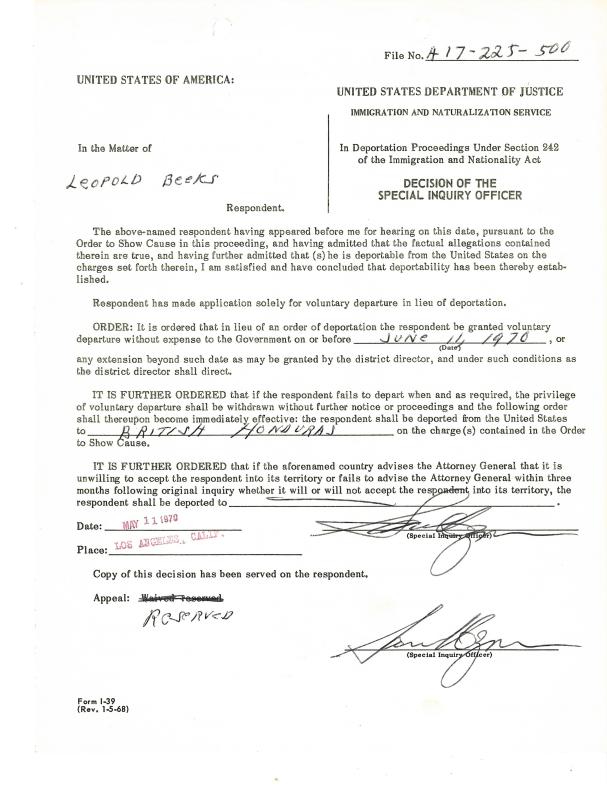 File No. A 17-225-500
UNITED STATES OF AMERICA:
UNITED STATES DEPARTMENT OF JUSTICE
IMMIGRATION AND NATURALIZATION SERVICE
In the Matter of
In Deportation Proceedings Under Section 242
of the Immigration and Nationality Act
LEOPOLD BEEKS
DECISION OF THE
SPECIAL INQUIRY OFFICER
Respondent.
The above-named respondent having appeared before me for hearing on this date, pursuant to the
Order to Show Cause in this proceeding, and having admitted that the factual allegations contained
therein are true, and having further admitted that (s)he is deportable from the United States on the
charges set forth therein, I am satisfied and have concluded that deportability has been thereby estab-
lished.
Respondent has made application solely for voluntary departure in lieu of deportation.
ORDER: It is ordered that in lieu of an order of deportation the respondent be granted voluntary
departure without expense to the Government on or before JUNE 11, 1970, or
(Date)
any extension beyond such date as may be granted by the district director, and under such conditions as
the district director shall direct.
IT IS FURTHER ORDERED that if the respondent fails to depart when and as required, the privilege
of voluntary departure shall be withdrawn without further notice or proceedings and the following order
shall thereupon become immediately effective: the respondent shall be deported from the United States
to BRITISH HONDURAS on the charge(s) contained in the Order
to Show Cause.
IT IS FURTHER ORDERED that if the aforenamed country advises the Attorney General that it is
unwilling to accept the respondent into its territory or fails to advise the Attorney General within three
months following original inquiry whether it will or will not accept the respondent into its territory, the
respondent shall be deported to .
Date: MAY 11 1970
(Special Inquiry Officer)
Place: LOS ANGELES, CALIF.
Copy of this decision has been served on the respondent.
Appeal: Waived reserved
RESERVED
(Special Inquiry Officer)
Form I-39
(Rev. 1-5-68)